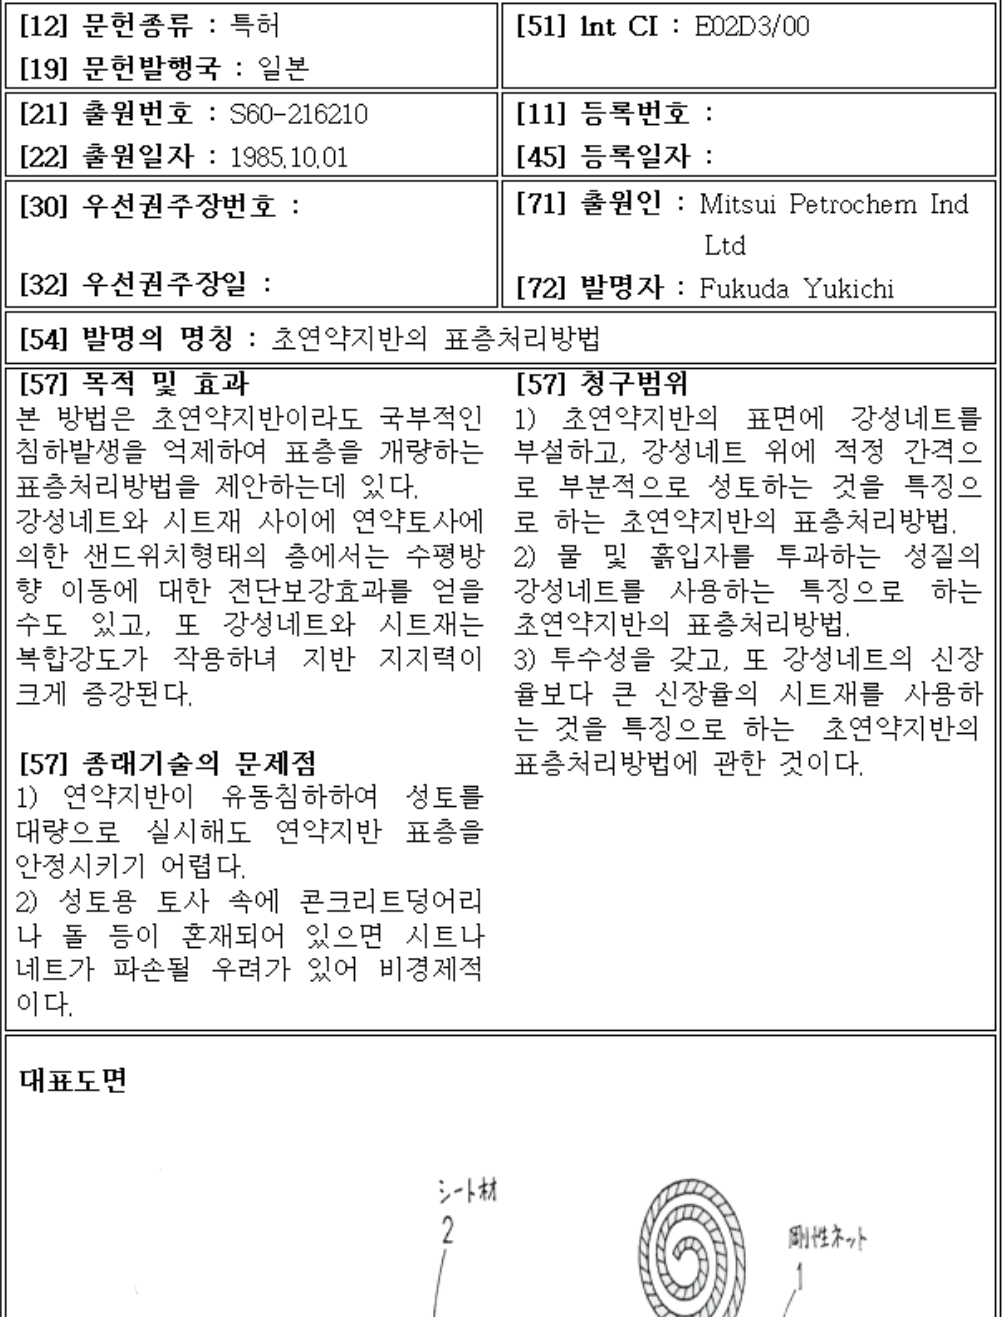 [12] 문헌종류 : 특허
[19] 문헌발행국 : 일본
[51] lnt CI : E02D3/00
[21] 출원번호 : S60-216210
[22] 출원일자 : 1985.10.01
[11] 등록번호 :
[45] 등록일자 :
[30] 우선권주장번호 :
[32] 우선권주장일 :
[71] 출원인 : Mitsui Petrochem Ind
Ltd
[72] 발명자 : Fukuda Yukichi
[54] 발명의 명칭 : 초연약지반의 표층처리방법
[57] 목적 및 효과
본 방법은 초연약지반이라도 국부적인
침하발생을 억제하여 표층을 개량하는
표층처리방법을 제안하는데 있다.
강성네트와 시트재 사이에 연약토사에
의한 샌드위치형태의 층에서는 수평방
향 이동에 대한 전단보강효과를 얻을
수도 있고, 또 강성네트와 시트재는
복합강도가 작용하녀 지반 지지력이
크게 증강된다.
[57] 종래기술의 문제점
1) 연약지반이 유동침하하여 성토를
대량으로 실시해도 연약지반 표층을
안정시키기 어렵다.
2) 성토용 토사 속에 콘크리트덩어리
나 돌 등이 혼재되어 있으면 시트나
네트가 파손될 우려가 있어 비경제적
이다.
[57] 청구범위
1) 초연약지반의 표면에 강성네트를
부설하고, 강성네트 위에 적정 간격으
로 부분적으로 성토하는 것을 특징으
로 하는 초연약지반의 표층처리방법.
2) 물 및 흙입자를 투과하는 성질의
강성네트를 사용하는 특징으로 하는
초연약지반의 표층처리방법.
3) 투수성을 갖고, 또 강성네트의 신장
율보다 큰 신장율의 시트재를 사용하
는 것을 특징으로 하는 초연약지반의
표층처리방법에 관한 것이다.
대표도면
シート材
2
剛性ネット
1